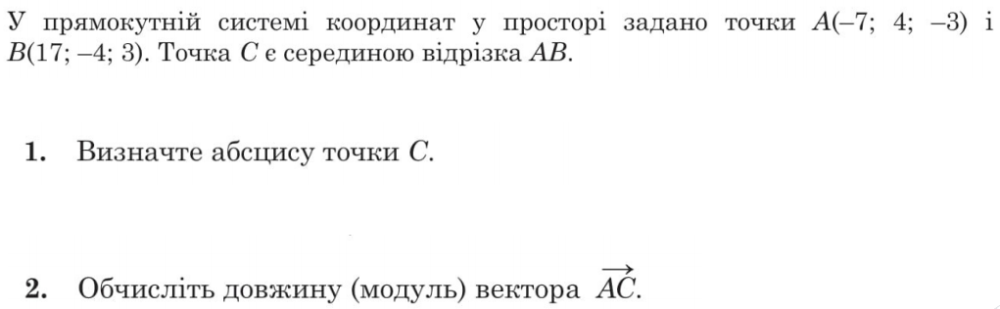 У прямокутній системі координат у просторі задано точки A(–7; 4; –3) і
B(17; –4; 3). Точка C є серединою відрізка AB.
1. Визначте абсцису точки C.
2. Обчисліть довжину (модуль) вектора $\overrightarrow{AC}$.